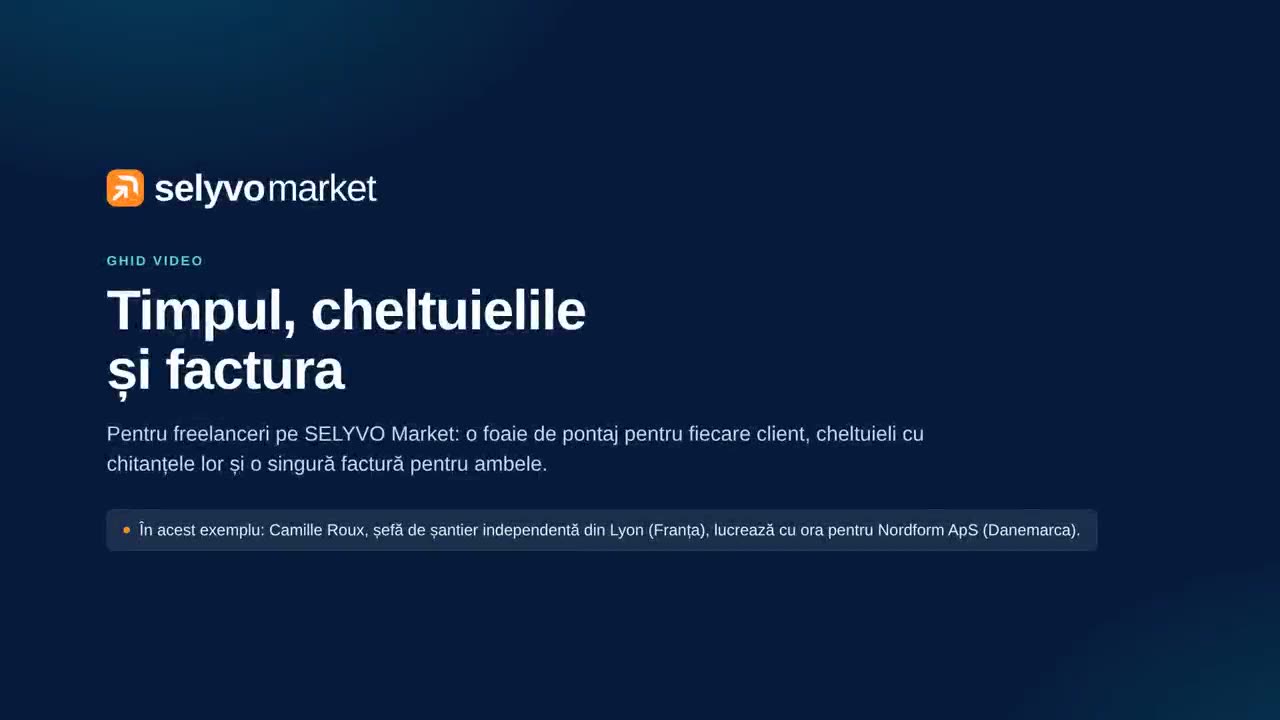 selyvomarket
GHID VIDEO
Timpul, cheltuielile
și factura
Pentru freelanceri pe SELYVO Market: o foaie de pontaj pentru fiecare client, cheltuieli cu
chitanțele lor și o singură factură pentru ambele.
În acest exemplu: Camille Roux, șefă de șantier independentă din Lyon (Franța), lucrează cu ora pentru Nordform ApS (Danemarca).